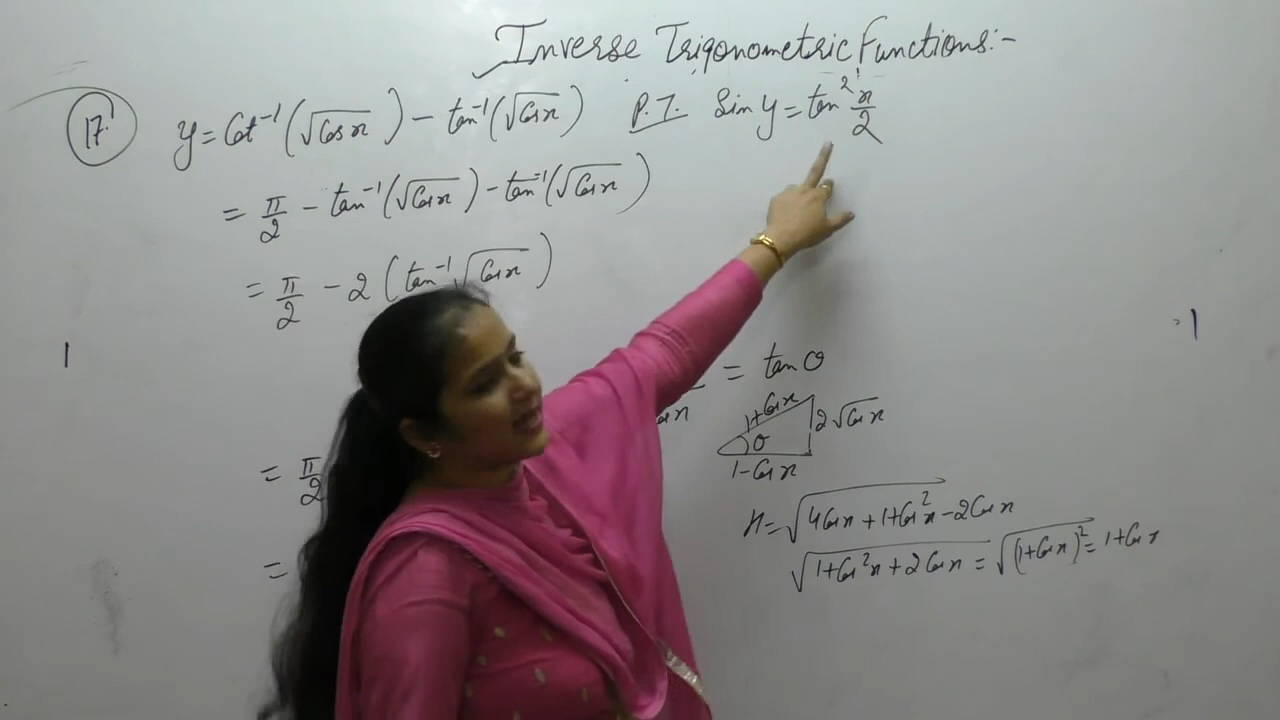 Inverse Trigonometric Functions:-
17. y = Cot⁻¹(√Cos x) - tan⁻¹(√Cos x) P.T. Sin y = tan² x/2
= π/2 - tan⁻¹(√Cos x) - tan⁻¹(√Cos x)
= π/2 - 2(tan⁻¹ √Cos x)
= tan θ
1+Cos x
2√Cos x
θ
1-Cos x
= π/2
H = √4Cos x + 1+Cos² x - 2Cos x
√1+Cos² x + 2Cos x = √(1+Cos x)² = 1+Cos x
=